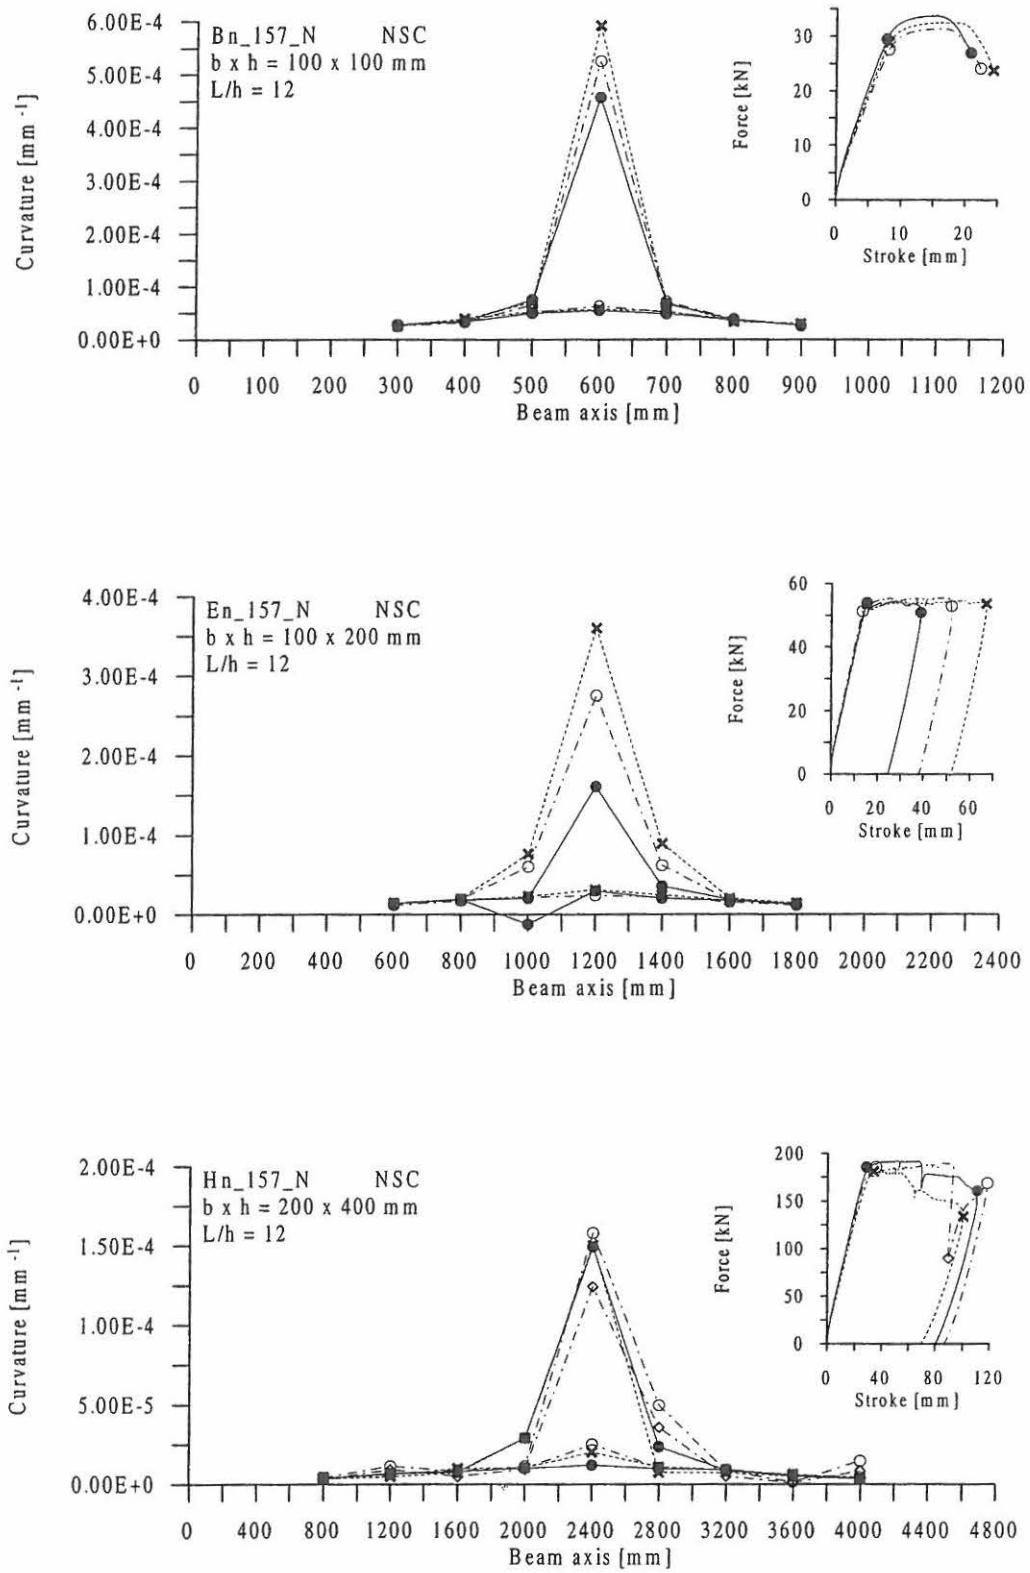 6.00E-4
5.00E-4
4.00E-4
3.00E-4
2.00E-4
1.00E-4
0.00E+0
Curvature [mm⁻¹]
Bn_157_N NSC
b x h = 100 x 100 mm
L/h = 12
0 100 200 300 400 500 600 700 800 900 1000 1100 1200
Beam axis [mm]
30
20
10
0
Force [kN]
0 10 20
Stroke [mm]
4.00E-4
3.00E-4
2.00E-4
1.00E-4
0.00E+0
Curvature [mm⁻¹]
En_157_N NSC
b x h = 100 x 200 mm
L/h = 12
0 200 400 600 800 1000 1200 1400 1600 1800 2000 2200 2400
Beam axis [mm]
60
40
20
0
Force [kN]
0 20 40 60
Stroke [mm]
2.00E-4
1.50E-4
1.00E-4
5.00E-5
0.00E+0
Curvature [mm⁻¹]
Hn_157_N NSC
b x h = 200 x 400 mm
L/h = 12
0 400 800 1200 1600 2000 2400 2800 3200 3600 4000 4400 4800
Beam axis [mm]
200
150
100
50
0
Force [kN]
0 40 80 120
Stroke [mm]